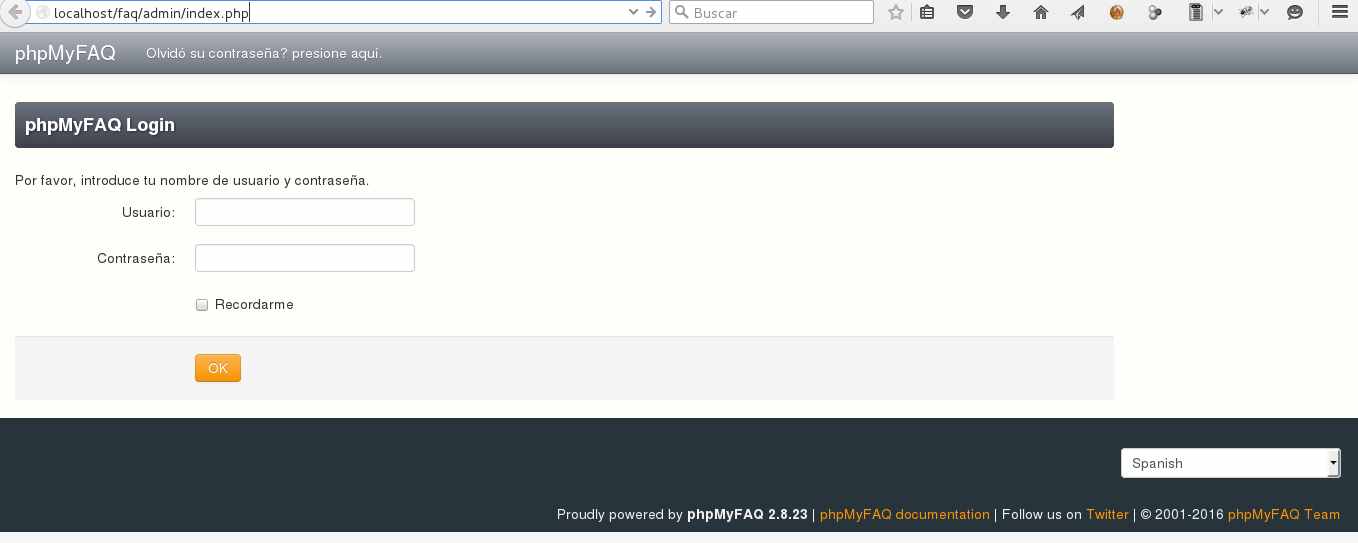 localhost/faq/admin/index.php
Buscar
phpMyFAQ
Olvidó su contraseña? presione aqui.
phpMyFAQ Login
Por favor, introduce tu nombre de usuario y contraseña.
Usuario:
Contraseña:
Recordarme
OK
Spanish
Proudly powered by phpMyFAQ 2.8.23 | phpMyFAQ documentation | Follow us on Twitter | © 2001-2016 phpMyFAQ Team